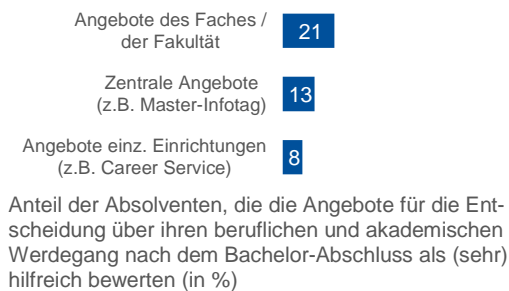 Angebote des Faches /
der Fakultät
21
Zentrale Angebote
(z.B. Master-Infotag)
13
Angebote einz. Einrichtungen
(z.B. Career Service)
8
Anteil der Absolventen, die die Angebote für die Ent-
scheidung über ihren beruflichen und akademischen
Werdegang nach dem Bachelor-Abschluss als (sehr)
hilfreich bewerten (in %)